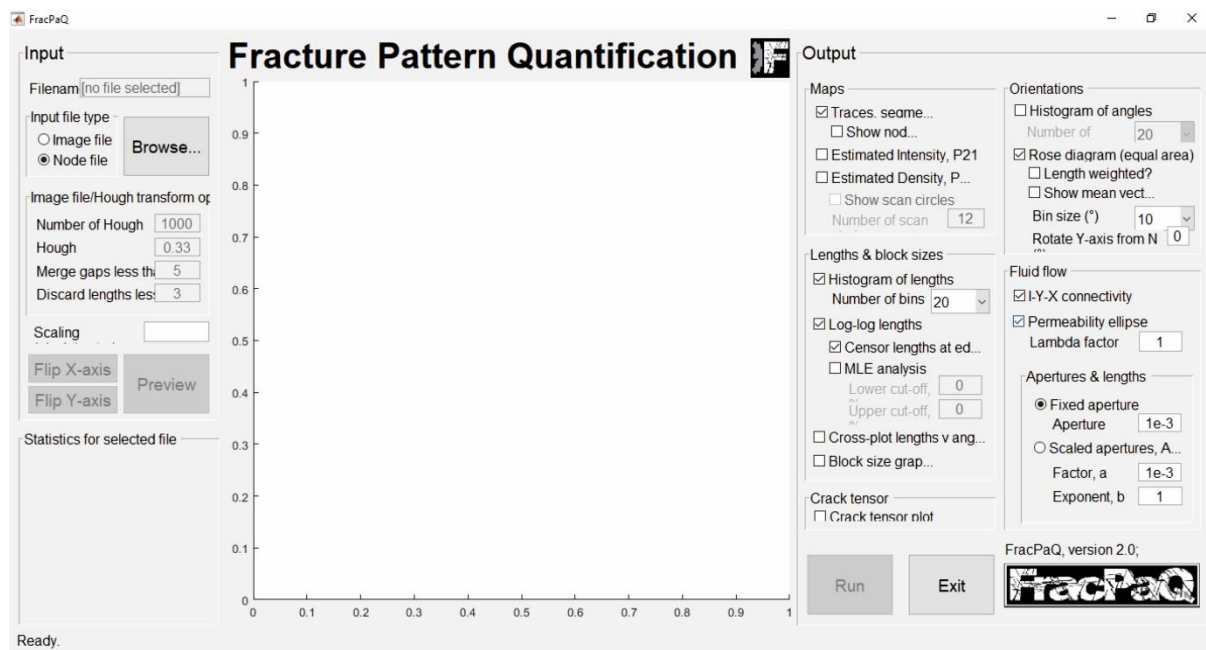 FracPaQ
Input
Filenam [no file selected]
Input file type
Image file
Node file
Browse...
Image file/Hough transform op
Number of Hough 1000
Hough 0.33
Merge gaps less tha 5
Discard lengths less 3
Scaling
Flip X-axis
Flip Y-axis
Preview
Statistics for selected file
Ready.
Fracture Pattern Quantification
F
1
0.9
0.8
0.7
0.6
0.5
0.4
0.3
0.2
0.1
0
0 0.1 0.2 0.3 0.4 0.5 0.6 0.7 0.8 0.9 1
Output
Maps
Traces, segme...
Show nod...
Estimated Intensity, P21
Estimated Density, P...
Show scan circles
Number of scan 12
Lengths & block sizes
Histogram of lengths
Number of bins 20
Log-log lengths
Censor lengths at ed...
MLE analysis
Lower cut-off, 0
Upper cut-off, 0
Cross-plot lengths v ang...
Block size grap...
Crack tensor
Crack tensor plot
Run
Exit
Orientations
Histogram of angles
Number of 20
Rose diagram (equal area)
Length weighted?
Show mean vect...
Bin size (°) 10
Rotate Y-axis from N 0
Fluid flow
I-Y-X connectivity
Permeability ellipse
Lambda factor 1
Apertures & lengths
Fixed aperture
Aperture 1e-3
Scaled apertures, A...
Factor, a 1e-3
Exponent, b 1
FracPaQ, version 2.0;
FracPaQ